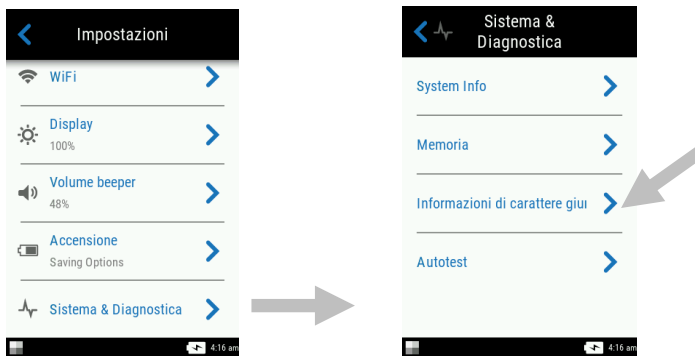 Impostazioni
WiFi
Display
100%
Volume beeper
48%
Accensione
Saving Options
Sistema & Diagnostica
4:16 am
Sistema &
Diagnostica
System Info
Memoria
Informazioni di carattere giui
Autotest
4:16 am